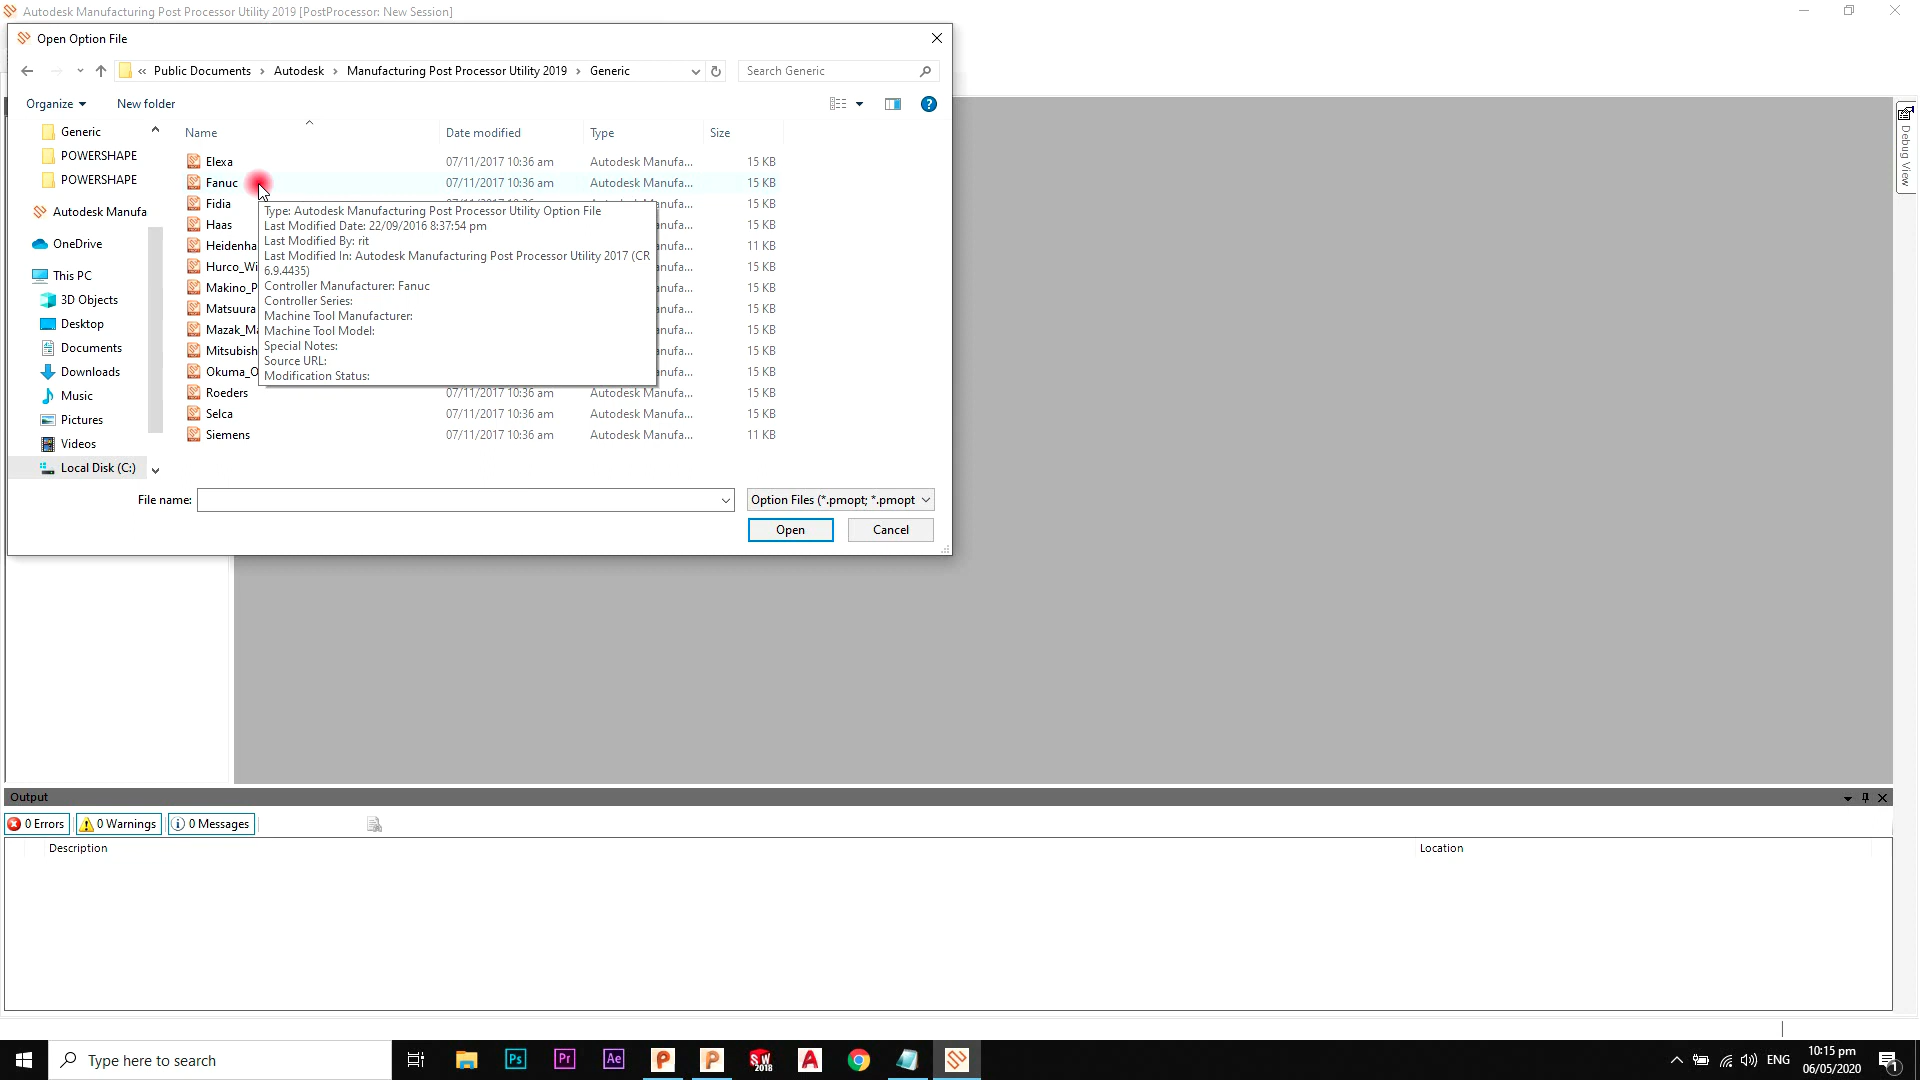 Autodesk Manufacturing Post Processor Utility 2019 [PostProcessor: New Session]
Open Option File
« Public Documents › Autodesk › Manufacturing Post Processor Utility 2019 › Generic
Search Generic
Organize
New folder
Generic
POWERSHAPE
POWERSHAPE
Autodesk Manufa
OneDrive
This PC
3D Objects
Desktop
Documents
Downloads
Music
Pictures
Videos
Local Disk (C:)
Name Date modified Type Size
Elexa 07/11/2017 10:36 am Autodesk Manufa... 15 KB
Fanuc 07/11/2017 10:36 am Autodesk Manufa... 15 KB
Fidia 15 KB
Haas 15 KB
Heidenha 11 KB
Hurco_Wi 15 KB
Makino_P 15 KB
Matsuura 15 KB
Mazak_Ma 15 KB
Mitsubish 15 KB
Okuma_O 15 KB
Roeders 07/11/2017 10:36 am Autodesk Manufa... 15 KB
Selca 07/11/2017 10:36 am Autodesk Manufa... 15 KB
Siemens 07/11/2017 10:36 am Autodesk Manufa... 11 KB
Type: Autodesk Manufacturing Post Processor Utility Option File
Last Modified Date: 22/09/2016 8:37:54 pm
Last Modified By: rit
Last Modified In: Autodesk Manufacturing Post Processor Utility 2017 (CR
6.9.4435)
Controller Manufacturer: Fanuc
Controller Series:
Machine Tool Manufacturer:
Machine Tool Model:
Special Notes:
Source URL:
Modification Status:
File name:
Option Files (*.pmopt; *.pmopt
Open
Cancel
Debug View
Output
0 Errors
0 Warnings
0 Messages
Description Location
Type here to search
Ps
Pr
Ae
P
P
SW
2018
A
ENG
10:15 pm
06/05/2020
1